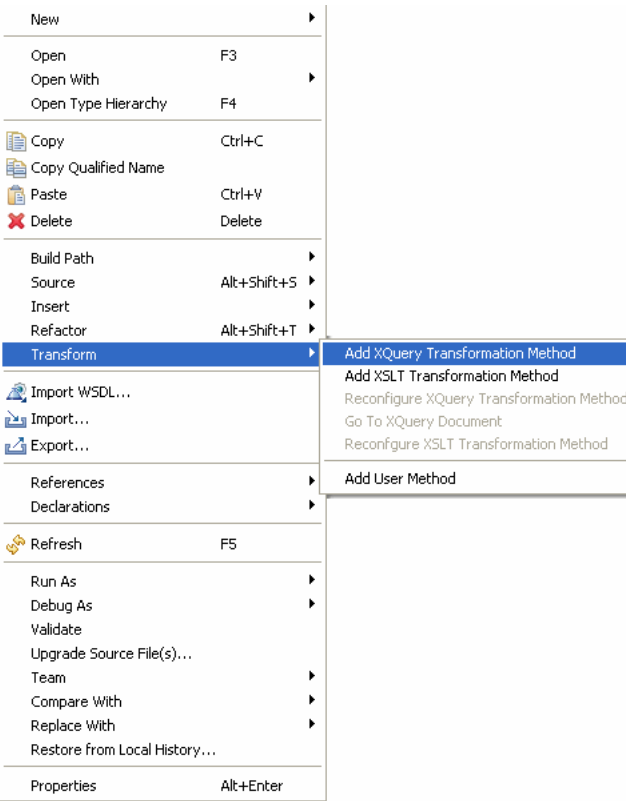 New
Open F3
Open With
Open Type Hierarchy F4
Copy Ctrl+C
Copy Qualified Name
Paste Ctrl+V
Delete Delete
Build Path
Source Alt+Shift+S
Insert
Refactor Alt+Shift+T
Transform
Import WSDL...
Import...
Export...
References
Declarations
Refresh F5
Run As
Debug As
Validate
Upgrade Source File(s)...
Team
Compare With
Replace With
Restore from Local History...
Properties Alt+Enter
Add XQuery Transformation Method
Add XSLT Transformation Method
Reconfigure XQuery Transformation Method
Go To XQuery Document
Reconfgure XSLT Transformation Method
Add User Method